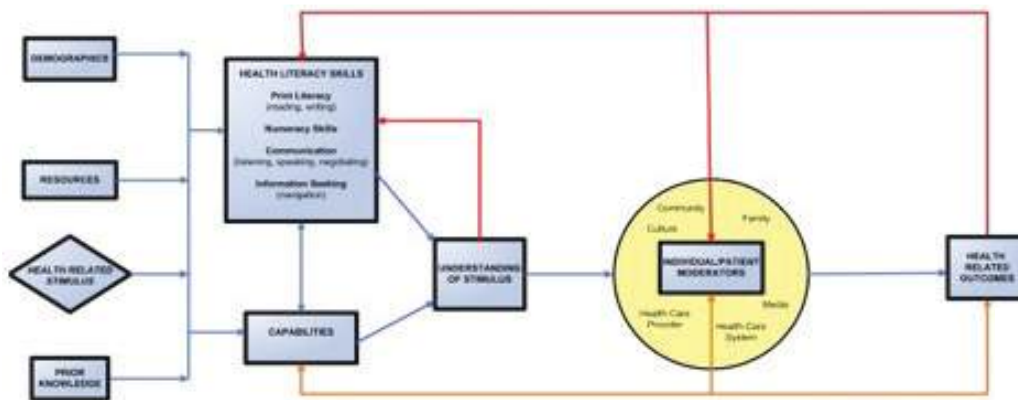 DEMOGRAPHICS
RESOURCES
HEALTH RELATED
STIMULUS
PRIOR
KNOWLEDGE
HEALTH LITERACY SKILLS
Print Literacy
(reading, writing)
Numeracy Skills
Communication
(listening, speaking, negotiating)
Information Seeking
(navigation)
CAPABILITIES
UNDERSTANDING
OF STIMULUS
Community
Family
Culture
INDIVIDUAL/PATIENT
MODERATORS
Media
Health Care
Provider
Health Care
System
HEALTH
RELATED
OUTCOMES